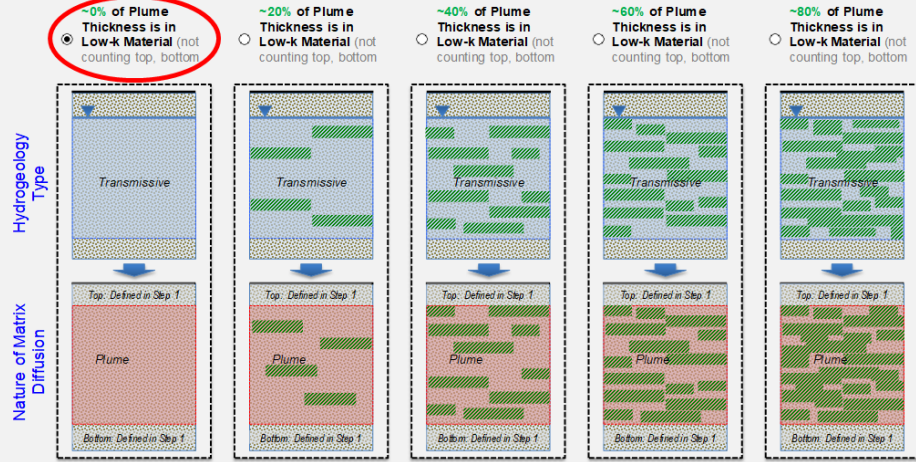 ~0% of Plume
Thickness is in
Low-k Material (not
counting top, bottom
~20% of Plume
Thickness is in
Low-k Material (not
counting top, bottom
~40% of Plume
Thickness is in
Low-k Material (not
counting top, bottom
~60% of Plume
Thickness is in
Low-k Material (not
counting top, bottom
~80% of Plume
Thickness is in
Low-k Material (not
counting top, bottom
Hydrogeology
Type
Transmissive
Transmissive
Transmissive
Transmissive
Transmissive
Nature of Matrix
Diffusion
Top: Defined in Step 1
Top: Defined in Step 1
Top: Defined in Step 1
Top: Defined in Step 1
Top: Defined in Step 1
Plume
Plume
Plume
Plume
Plume
Bottom: Defined in Step 1
Bottom: Defined in Step 1
Bottom: Defined in Step 1
Bottom: Defined in Step 1
Bottom: Defined in Step 1